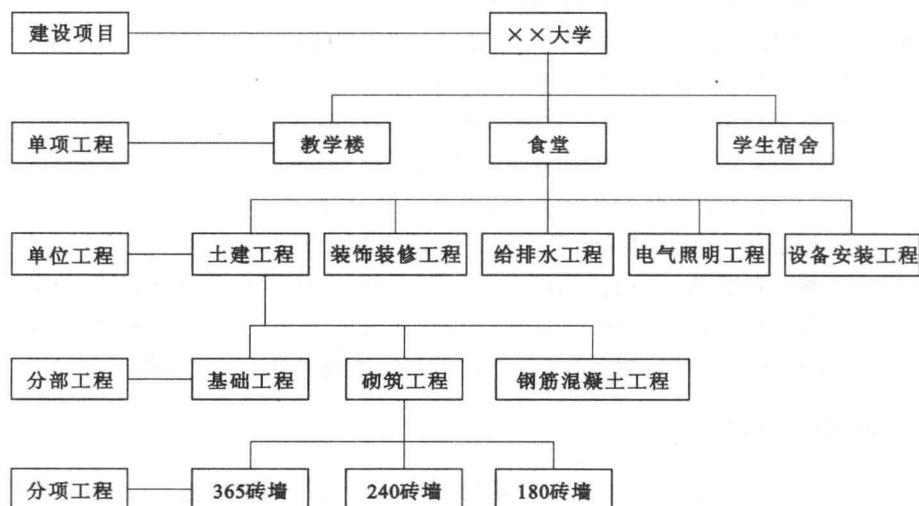 建设项目
××大学
单项工程
教学楼
食堂
学生宿舍
单位工程
土建工程
装饰装修工程
给排水工程
电气照明工程
设备安装工程
分部工程
基础工程
砌筑工程
钢筋混凝土工程
分项工程
365砖墙
240砖墙
180砖墙